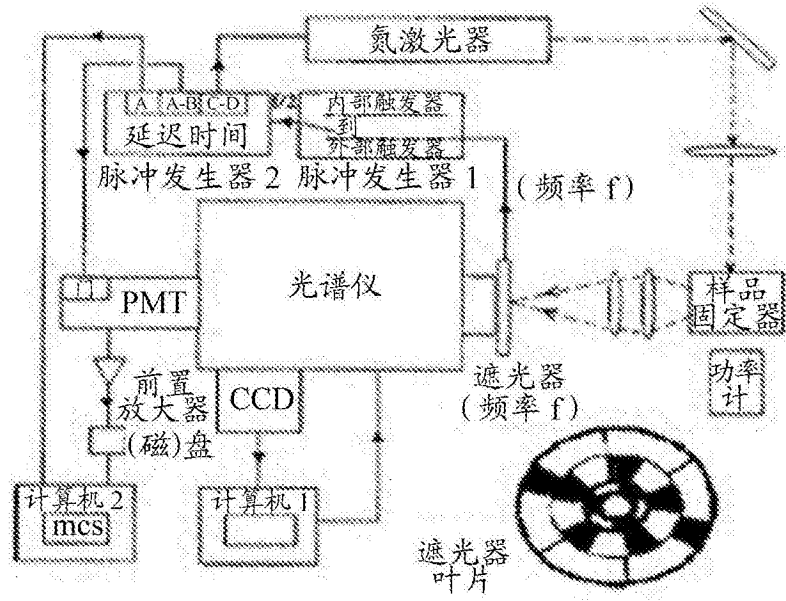 氮激光器
A A-B C-D
延迟时间
脉冲发生器 2
内部触发器
到
外部触发器
脉冲发生器 1
(频率 f)
光谱仪
PMT
样品
固定器
功率
计
遮光器
(频率 f)
前置
放大器
(磁)盘
CCD
计算机 2
mcs
计算机 1
遮光器
叶片